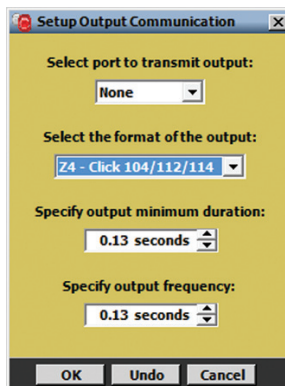 Setup Output Communication
Select port to transmit output:
None
Select the format of the output:
Z4 - Click 104/112/114
Specify output minimum duration:
0.13 seconds
Specify output frequency:
0.13 seconds
OK Undo Cancel